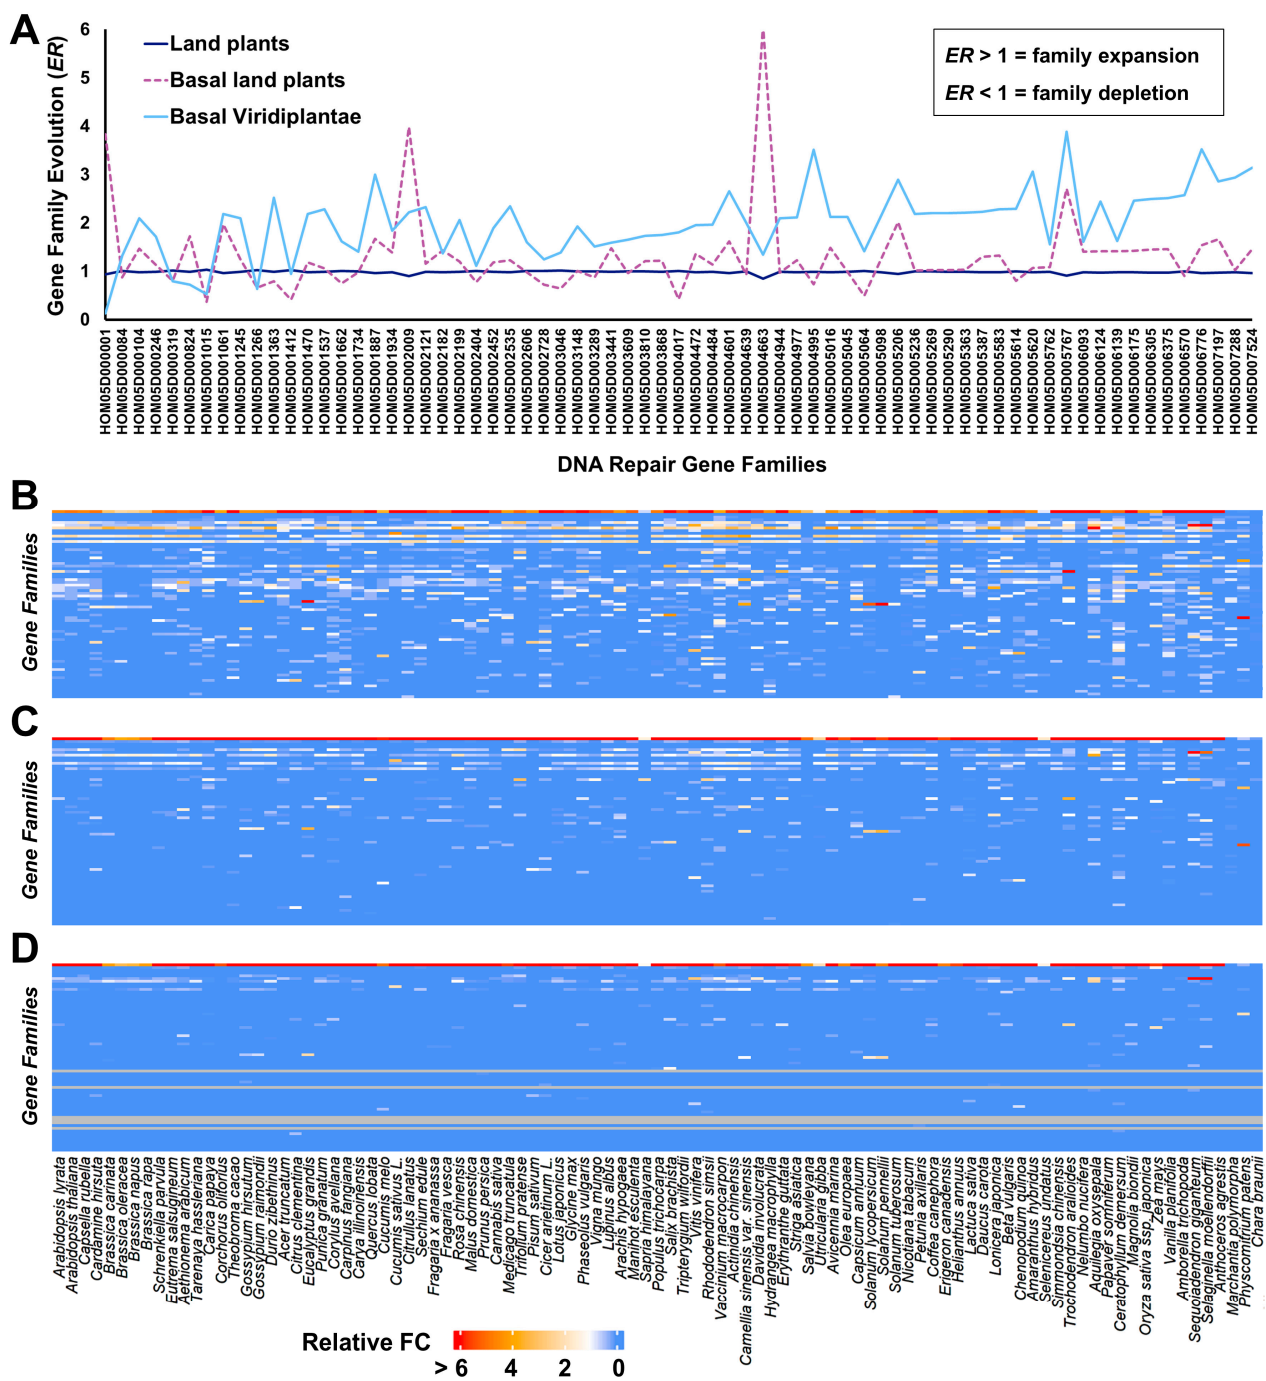 A
Gene Family Evolution (ER)
6
5
4
3
2
1
0
Land plants
Basal land plants
Basal Viridiplantae
ER > 1 = family expansion
ER < 1 = family depletion
HOM05D000001
HOM05D000084
HOM05D000104
HOM05D000246
HOM05D000319
HOM05D000824
HOM05D001015
HOM05D001061
HOM05D001245
HOM05D001266
HOM05D001363
HOM05D001412
HOM05D001470
HOM05D001537
HOM05D001662
HOM05D001734
HOM05D001887
HOM05D001934
HOM05D002009
HOM05D002121
HOM05D002182
HOM05D002199
HOM05D002404
HOM05D002452
HOM05D002535
HOM05D002606
HOM05D002728
HOM05D003046
HOM05D003148
HOM05D003289
HOM05D003441
HOM05D003609
HOM05D003810
HOM05D003868
HOM05D004017
HOM05D004472
HOM05D004484
HOM05D004601
HOM05D004639
HOM05D004663
HOM05D004944
HOM05D004977
HOM05D004995
HOM05D005016
HOM05D005045
HOM05D005064
HOM05D005098
HOM05D005206
HOM05D005236
HOM05D005269
HOM05D005290
HOM05D005363
HOM05D005387
HOM05D005583
HOM05D005614
HOM05D005620
HOM05D005762
HOM05D005767
HOM05D006093
HOM05D006124
HOM05D006139
HOM05D006175
HOM05D006305
HOM05D006375
HOM05D006570
HOM05D006776
HOM05D007197
HOM05D007288
HOM05D007524
DNA Repair Gene Families
B
Gene Families
C
Gene Families
D
Gene Families
Arabidopsis lyrata
Arabidopsis thaliana
Capsella rubella
Cardamine hirsuta
Brassica carinata
Brassica oleracea
Brassica napus
Brassica rapa
Schrenkiella parvula
Eutrema salsugineum
Aethionema arabicum
Tarenaya hassleriana
Carica papaya
Corchorus olitorius
Theobroma cacao
Gossypium hirsutum
Gossypium raimondii
Durio zibethinus
Acer truncatum
Citrus clementina
Eucalyptus grandis
Punica granatum
Corylus avellana
Carpinus fangiana
Carya illinoinensis
Quercus lobata
Cucumis melo
Cucumis sativus L.
Citrullus lanatus
Sechium edule
Fragaria x ananassa
Fragaria vesca
Rosa chinensis
Malus domestica
Prunus persica
Cannabis sativa
Medicago truncatula
Trifolium pratense
Pisum sativum
Cicer arietinum L.
Lotus japonicus
Glycine max
Phaseolus vulgaris
Vigna mungo
Lupinus albus
Arachis hypogaea
Manihot esculenta
Sapria himalayana
Populus trichocarpa
Salix brachista
Tripterygium wilfordii
Vitis vinifera
Rhododendron simsii
Vaccinium macrocarpon
Actinidia chinensis
Camellia sinensis var. sinensis
Davidia involucrata
Hydrangea macrophylla
Erythranthe guttata
Striga asiatica
Salvia bowleyana
Utricularia gibba
Avicennia marina
Olea europaea
Capsicum annuum
Solanum lycopersicum
Solanum pennellii
Solanum tuberosum
Nicotiana tabacum
Petunia axillaris
Coffea canephora
Erigeron canadensis
Helianthus annuus
Lactuca sativa
Daucus carota
Lonicera japonica
Beta vulgaris
Chenopodium quinoa
Amaranthus hybridus
Selenicereus undatus
Simmondsia chinensis
Trochodendron aralioides
Nelumbo nucifera
Aquilegia oxysepala
Papaver somniferum
Ceratophyllum demersum
Magnolia biondii
Oryza sativa ssp. japonica
Zea mays
Vanilla planifolia
Amborella trichopoda
Sequoiadendron giganteum
Selaginella moellendorffii
Anthoceros agrestis
Marchantia polymorpha
Physcomitrium patens
Chara braunii
Relative FC
> 6
4
2
0